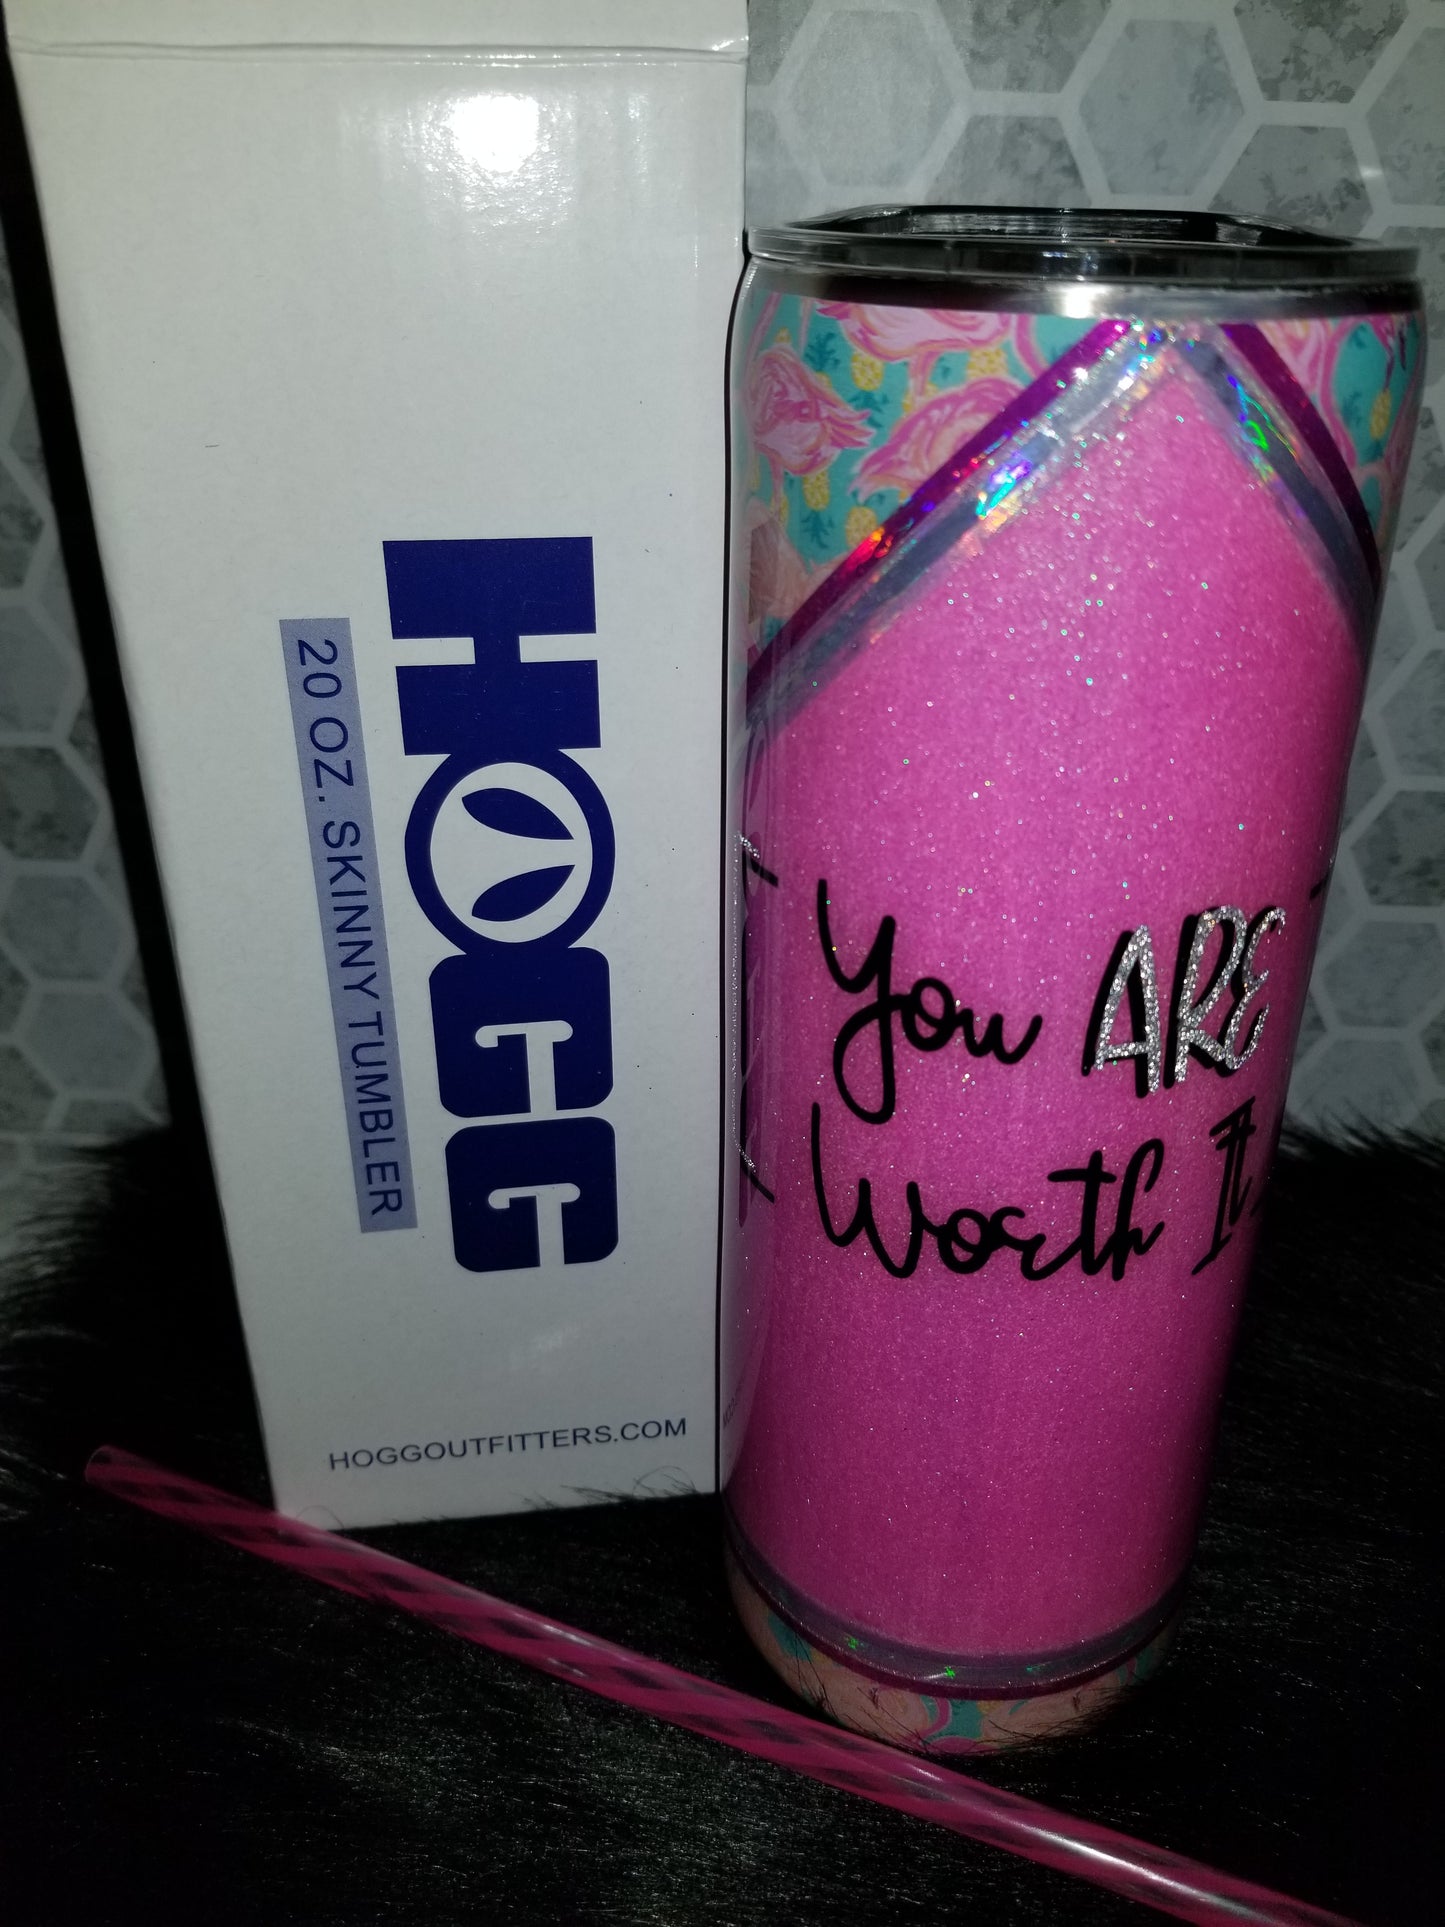 HOGG
20 OZ. SKINNY TUMBLER
HOGGOUTFITTERS.COM
You ARE
Worth It.